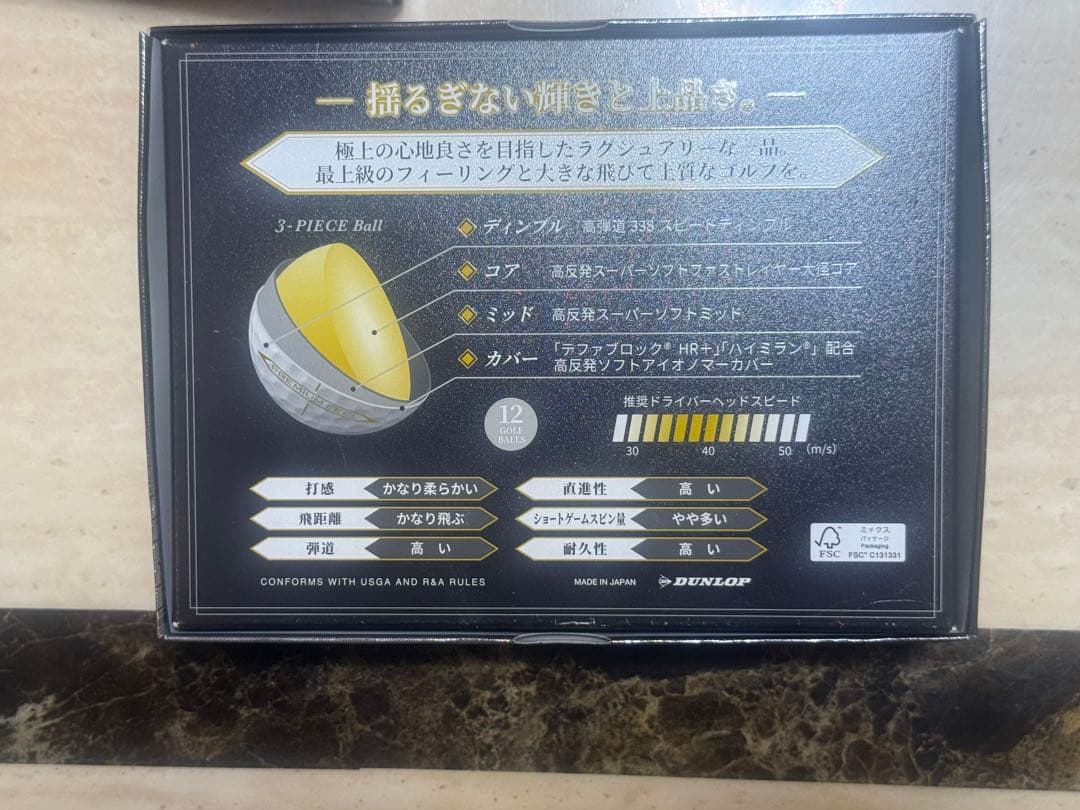 揺るぎない輝きと上品さ。
極上の心地良さを目指したラグジュアリーな一品。
最上級のフィーリングと大きな飛びで上質なゴルフを。
3-PIECE Ball
ディンプル 高弾道 338 スピードディンプル
コア 高反発スーパーソフトファストレイヤー大径コア
ミッド 高反発スーパーソフトミッド
カバー 「テファブロック® HR+」「ハイミラン®」配合
高反発ソフトアイオノマーカバー
PREMIUM FEEL
12
GOLF
BALLS
推奨ドライバーヘッドスピード
30 40 50 (m/s)
打感 かなり柔らかい
直進性 高い
飛距離 かなり飛ぶ
ショートゲームスピン量 やや多い
弾道 高い
耐久性 高い
FSC
ミックス
パッケージ
Packaging
FSC™ C131331
CONFORMS WITH USGA AND R&A RULES
MADE IN JAPAN
DUNLOP